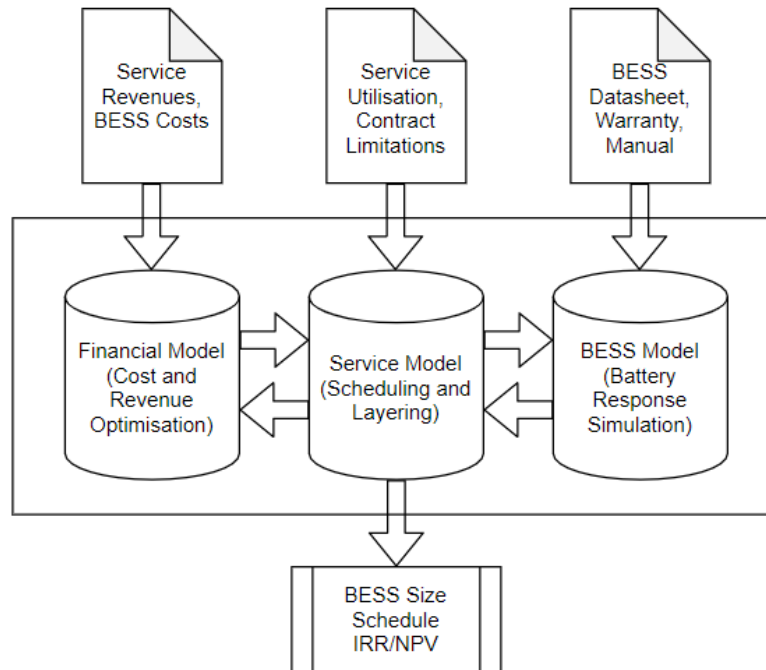 Service
Revenues,
BESS Costs
Service
Utilisation,
Contract
Limitations
BESS
Datasheet,
Warranty,
Manual
Financial Model
(Cost and
Revenue
Optimisation)
Service Model
(Scheduling and
Layering)
BESS Model
(Battery
Response
Simulation)
BESS Size
Schedule
IRR/NPV